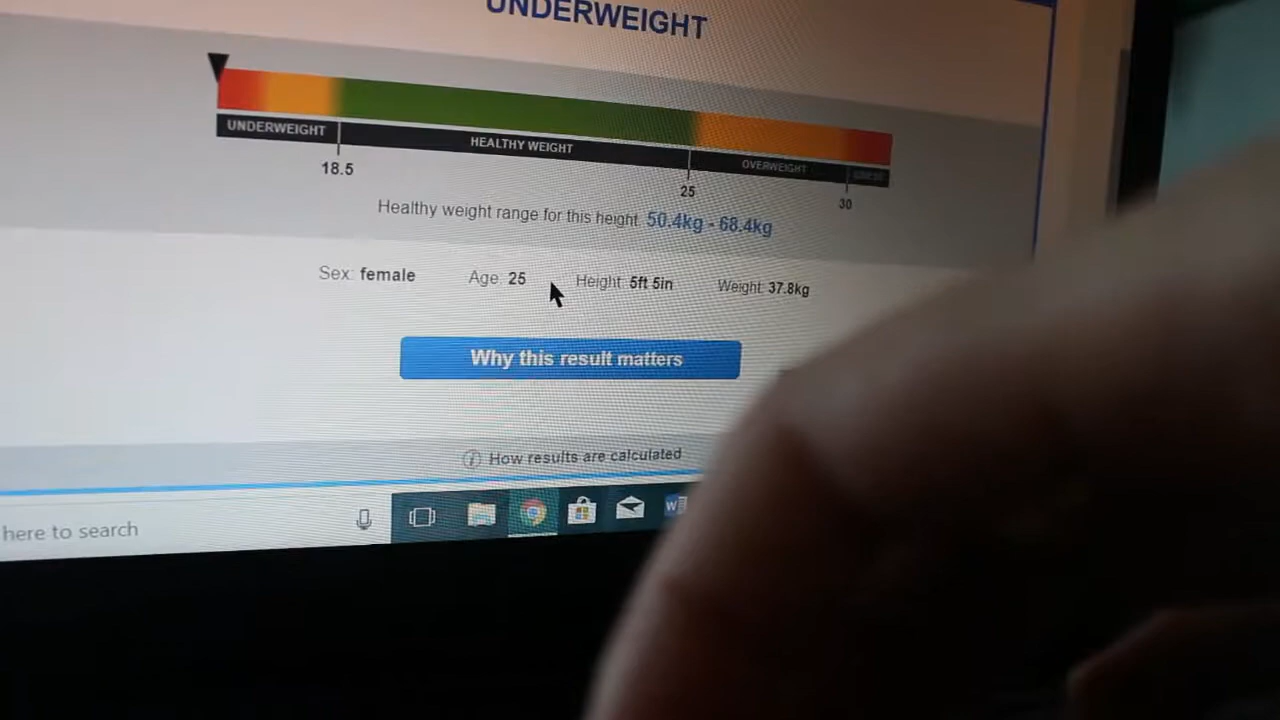 UNDERWEIGHT
UNDERWEIGHT
HEALTHY WEIGHT
OVERWEIGHT
18.5
25
30
Healthy weight range for this height 50.4kg - 68.4kg
Sex: female Age: 25 Height: 5ft 5in Weight: 37.8kg
Why this result matters
i How results are calculated
here to search
W